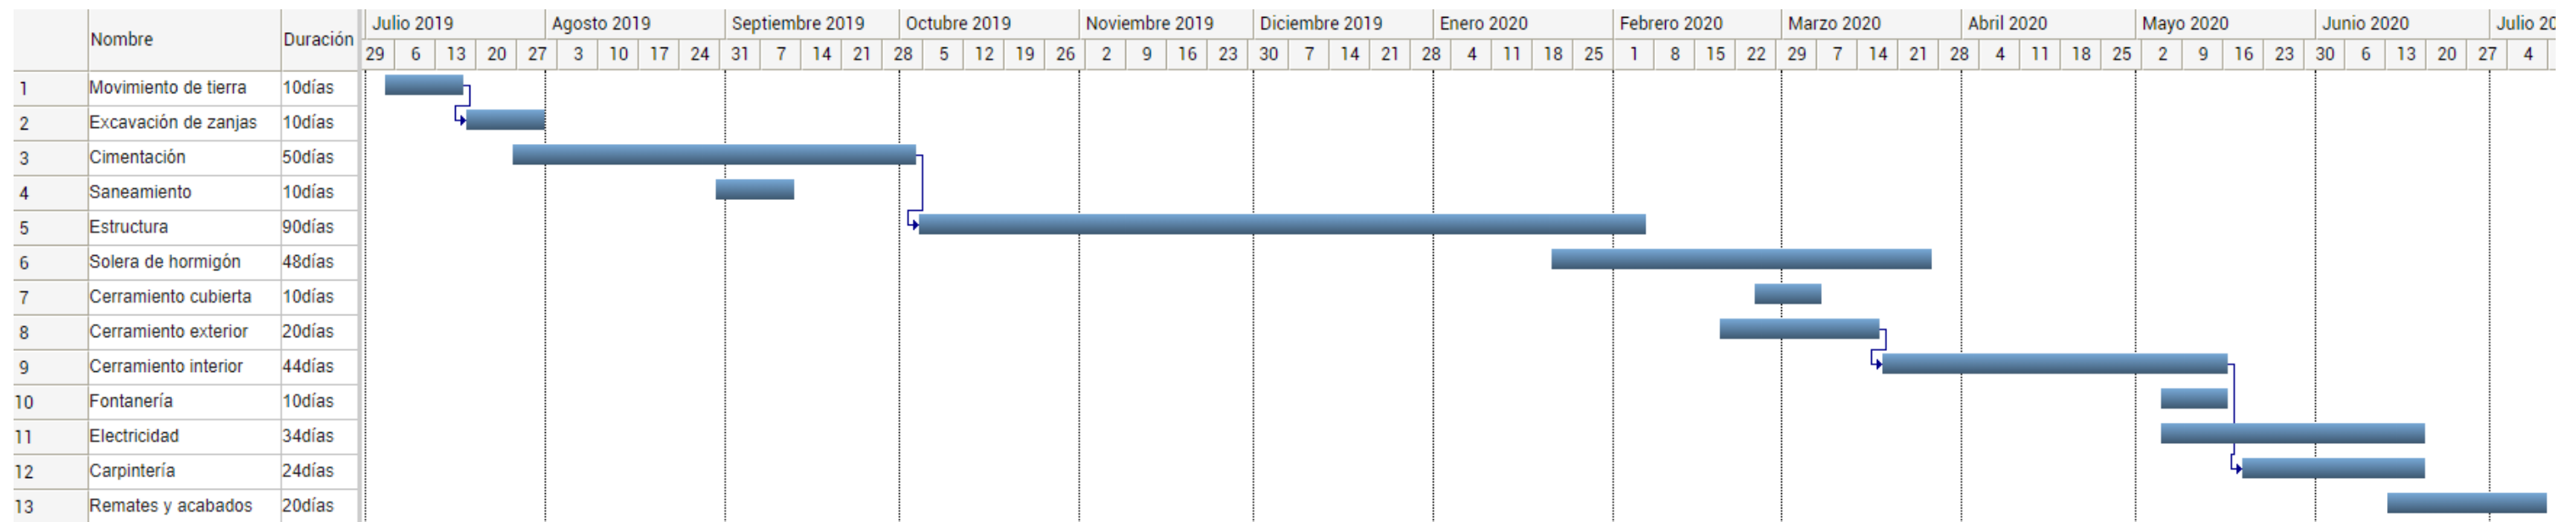 Nombre Duración Julio 2019 Agosto 2019 Septiembre 2019 Octubre 2019 Noviembre 2019 Diciembre 2019 Enero 2020 Febrero 2020 Marzo 2020 Abril 2020 Mayo 2020 Junio 2020 Julio 20
29 6 13 20 27 3 10 17 24 31 7 14 21 28 5 12 19 26 2 9 16 23 30 7 14 21 28 4 11 18 25 1 8 15 22 29 7 14 21 28 4 11 18 25 2 9 16 23 30 6 13 20 27 4
1 Movimiento de tierra 10días
2 Excavación de zanjas 10días
3 Cimentación 50días
4 Saneamiento 10días
5 Estructura 90días
6 Solera de hormigón 48días
7 Cerramiento cubierta 10días
8 Cerramiento exterior 20días
9 Cerramiento interior 44días
10 Fontanería 10días
11 Electricidad 34días
12 Carpintería 24días
13 Remates y acabados 20días